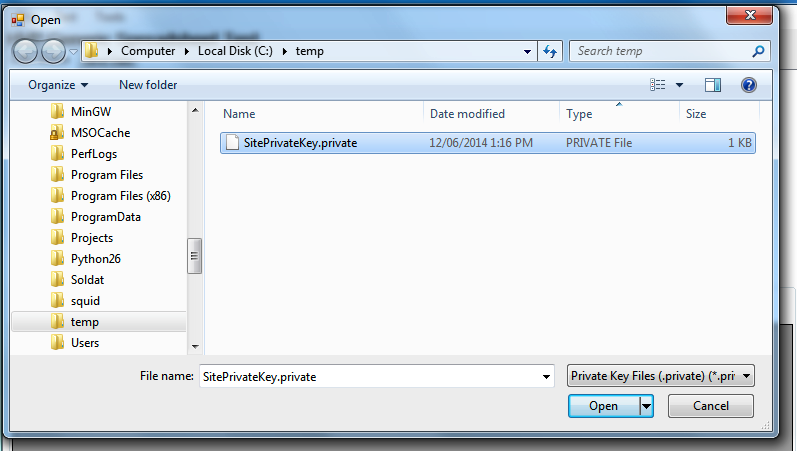 Open
Computer ▸ Local Disk (C:) ▸ temp
Search temp
Organize
New folder
Name
Date modified
Type
Size
MinGW
MSOCache
PerfLogs
Program Files
Program Files (x86)
ProgramData
Projects
Python26
Soldat
squid
temp
Users
SitePrivateKey.private
12/06/2014 1:16 PM
PRIVATE File
1 KB
File name:
SitePrivateKey.private
Private Key Files (.private) (*.pri
Open
Cancel